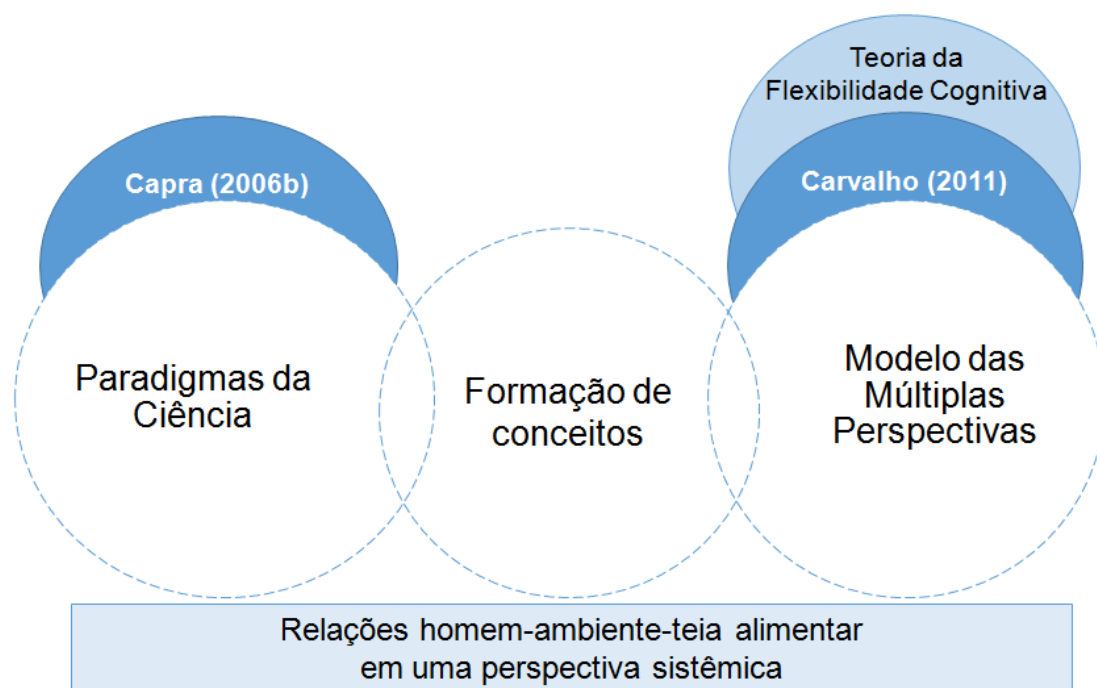 Teoria da
Flexibilidade Cognitiva
Capra (2006b)
Carvalho (2011)
Paradigmas da
Ciência
Formação de
conceitos
Modelo das
Múltiplas
Perspectivas
Relações homem-ambiente-teia alimentar
em uma perspectiva sistêmica